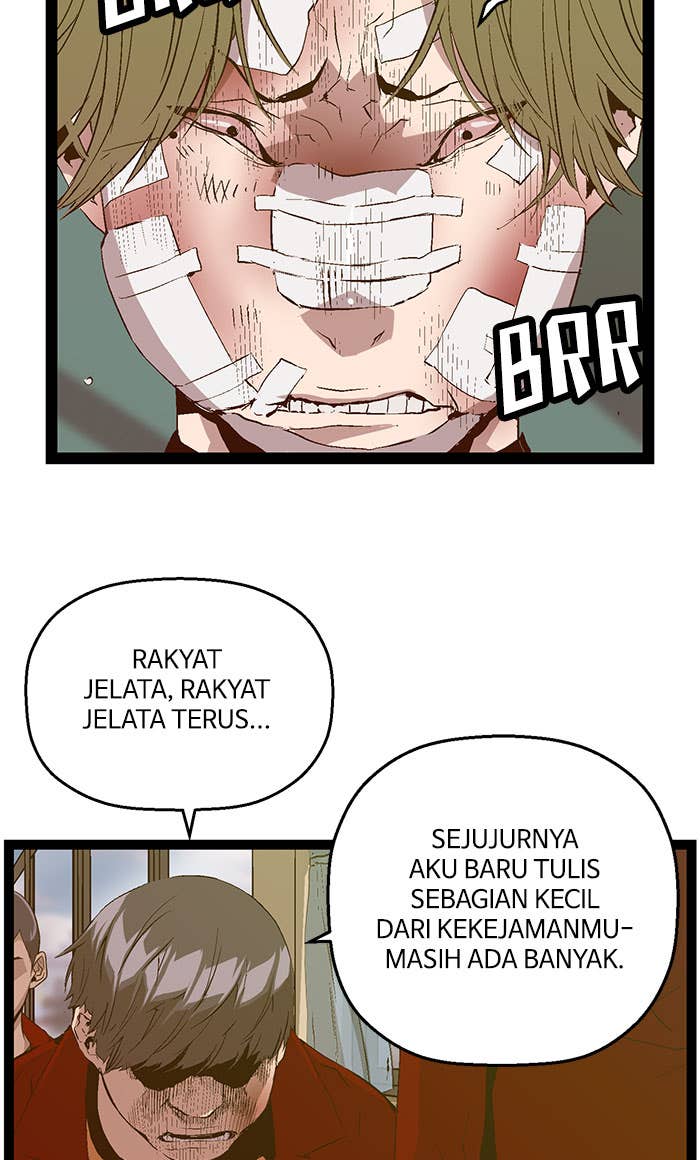 BRR
RAKYAT
JELATA, RAKYAT
JELATA TERUS...
SEJUJURNYA
AKU BARU TULIS
SEBAGIAN KECIL
DARI KEKEJAMANMU-
MASIH ADA BANYAK.